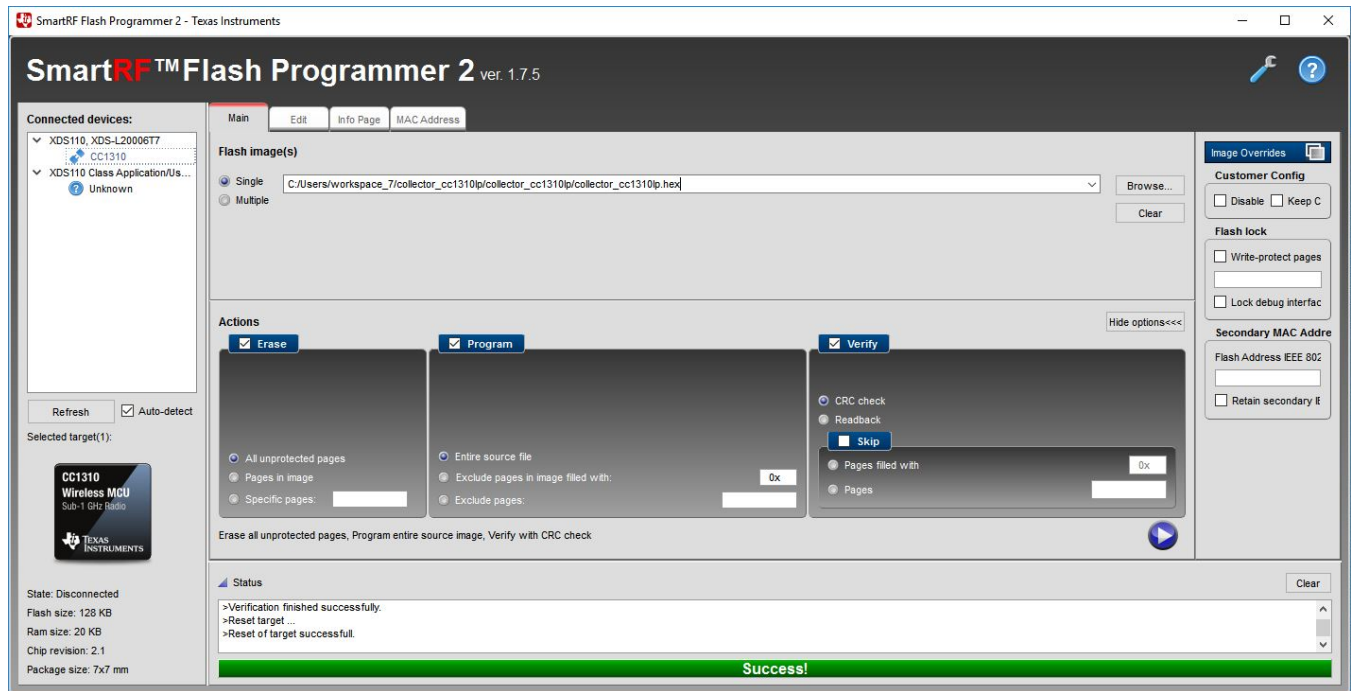 SmartRF Flash Programmer 2 - Texas Instruments
SmartRF™Flash Programmer 2 ver. 1.7.5
Connected devices:
XDS110, XDS-L20006T7
CC1310
XDS110 Class Application/Us...
Unknown
Refresh
Auto-detect
Selected target(1):
CC1310
Wireless MCU
Sub-1 GHz Radio
TEXAS
INSTRUMENTS
State: Disconnected
Flash size: 128 KB
Ram size: 20 KB
Chip revision: 2.1
Package size: 7x7 mm
Main
Edit
Info Page
MAC Address
Flash image(s)
Single
C:/Users/workspace_7/collector_cc1310lp/collector_cc1310lp/collector_cc1310lp.hex
Browse...
Multiple
Clear
Actions
Hide options<<<
Erase
All unprotected pages
Pages in image
Specific pages:
Program
Entire source file
Exclude pages in image filled with:
0x
Exclude pages:
Verify
CRC check
Readback
Skip
Pages filled with
0x
Pages
Erase all unprotected pages, Program entire source image, Verify with CRC check
Status
Clear
>Verification finished successfully.
>Reset target ...
>Reset of target successfull.
Success!
Image Overrides
Customer Config
Disable
Keep C
Flash lock
Write-protect pages
Lock debug interfac
Secondary MAC Addre
Flash Address IEEE 802
Retain secondary IE